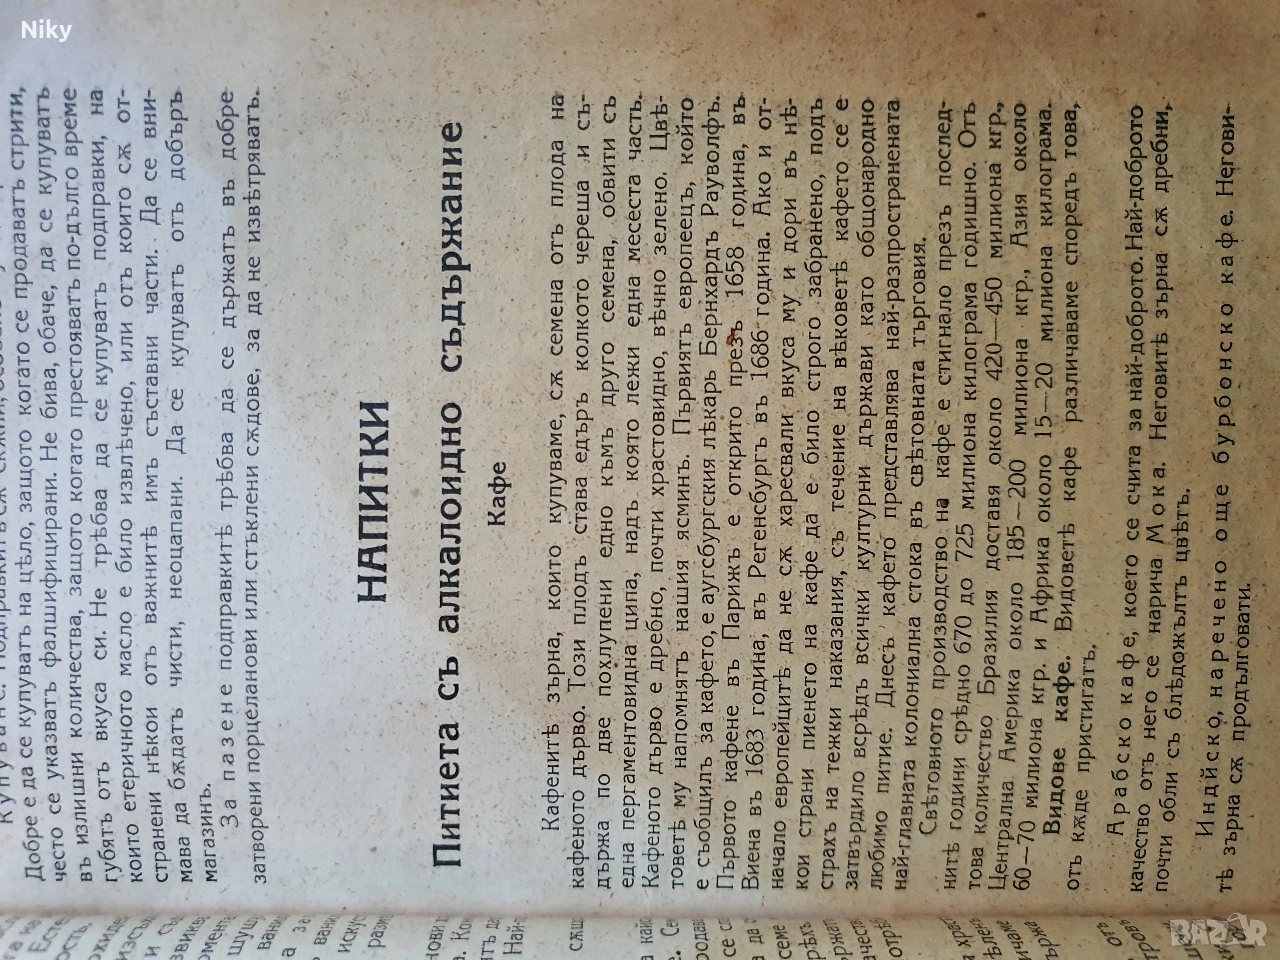 Niky
Добре е да се купуватъ на цѣло, защото когато се продаватъ стрити,
често се указватъ фалшифицирани. Не бива, обаче, да се купуватъ
въ излишни количества, защото когато престояватъ по-дълго време
губятъ отъ вкуса си. Не трѣбва да се купуватъ подправки, на
които етеричното масло е било извлѣчено, или отъ които сѫ от-
странени нѣкои отъ важнитѣ имъ съставни части. Да се вни-
мава да бѫдатъ чисти, неоцапани. Да се купуватъ отъ добъръ
магазинъ.
Запазене подправкитѣ трѣбва да се държатъ въ добре
затворени порцеланови или стъклени сѫдове, за да не извѣтряватъ.
НАПИТКИ
Питиета съ алкалоидно съдържание
Кафе
Кафенитѣ зърна, които купуваме, сѫ семена отъ плода на
кафеното дърво. Този плодъ става едъръ колкото череша и съ-
държа по две похлупени едно къмъ друго семена, обвити съ
една пергаментовидна ципа, надъ която лежи една месеста часть.
Кафеното дърво е дребно, почти храстовидно, вѣчно зелено. Цвѣ-
товетѣ му напомнятъ нашия ясминъ. Първиятъ европеецъ, който
е съобщилъ за кафето, е аугсбургския лѣкарь Бернхардъ Рауволфъ.
Първото кафене въ Парижъ е открито презъ 1658 година, въ
Виена въ 1683 година, въ Регенсбургъ въ 1686 година. Ако и от-
начало европейцитѣ да не сѫ харесвали вкуса му и дори въ нѣ-
кои страни пиенето на кафе да е било строго забранено, подъ
страхъ на тежки наказания, съ течение на вѣковетѣ кафето се е
затвърдило всрѣдъ всички културни държави като общонародно
любимо питие. Днесъ кафето представлява най-разпространената
най-главната колониална стока въ свѣтовната търговия.
Свѣтовното производство на кафе е стигнало презъ послед-
нитѣ години срѣдно 670 до 725 милиона килограма годишно. Отъ
това количество Бразилия доставя около 420—450 милиона кгр.,
Централна Америка около 185—200 милиона кгр., Азия около
60—70 милиона кгр. и Африка около 15—20 милиона килограма.
Видове кафе. Видоветѣ кафе различаваме споредъ това,
отъ кѫде пристигатъ.
Арабско кафе, което се счита за най-доброто. Най-доброто
качество отъ него се нарича Мока. Неговитѣ зърна сѫ дребни,
почти обли съ блѣдожълтъ цвѣтъ.
Индйско, наречено още бурбонско кафе. Негови-
тѣ зърна сѫ продълговати.
BAZAR